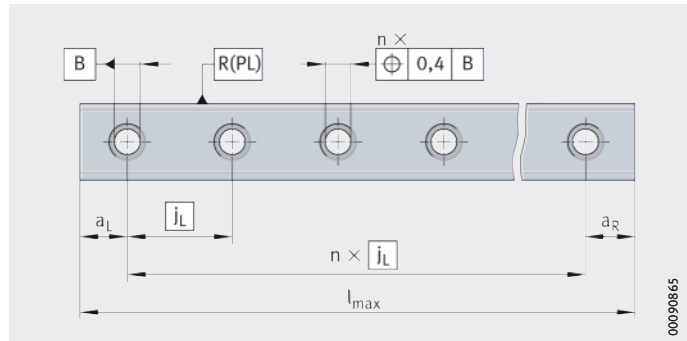 n ×
B
R(PL)
⌖ 0,4 B
a_L
j_L
a_R
n × j_L
l_max
00090865